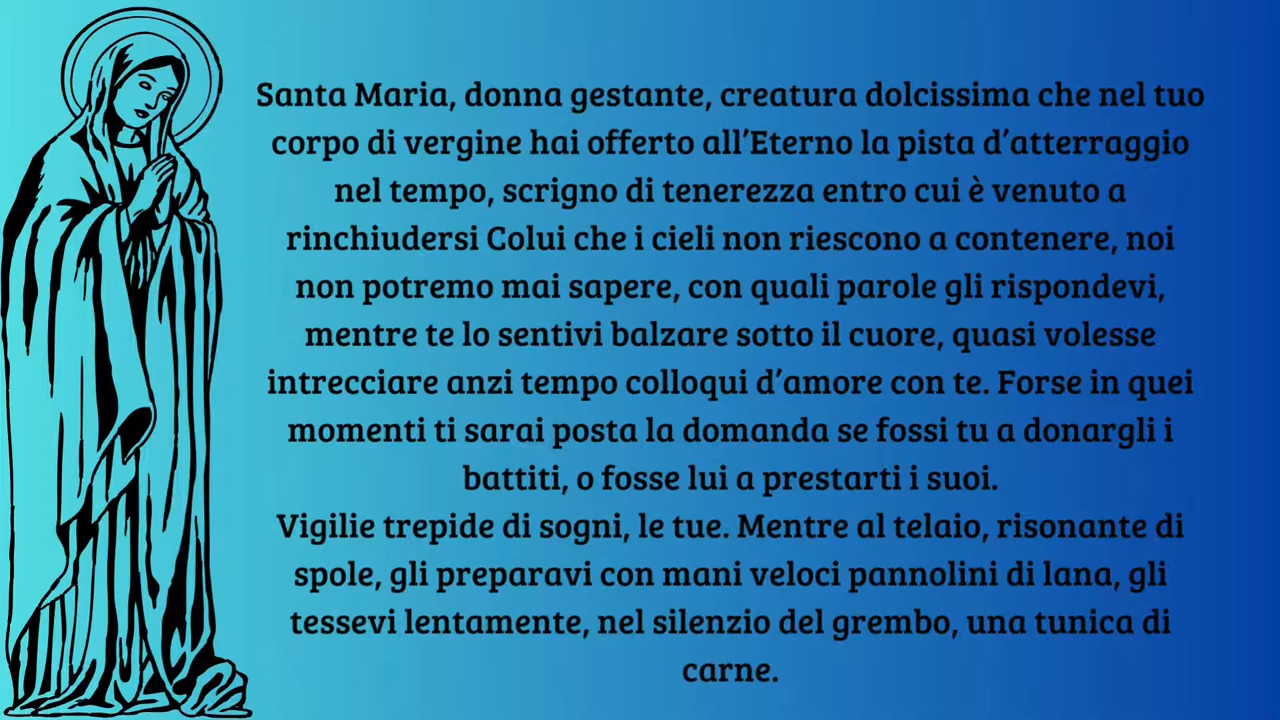 Santa Maria, donna gestante, creatura dolcissima che nel tuo
corpo di vergine hai offerto all’Eterno la pista d’atterraggio
nel tempo, scrigno di tenerezza entro cui è venuto a
rinchiudersi Colui che i cieli non riescono a contenere, noi
non potremo mai sapere, con quali parole gli rispondevi,
mentre te lo sentivi balzare sotto il cuore, quasi volesse
intrecciare anzi tempo colloqui d’amore con te. Forse in quei
momenti ti sarai posta la domanda se fossi tu a donargli i
battiti, o fosse lui a prestarti i suoi.
Vigilie trepide di sogni, le tue. Mentre al telaio, risonante di
spole, gli preparavi con mani veloci pannolini di lana, gli
tessevi lentamente, nel silenzio del grembo, una tunica di
carne.